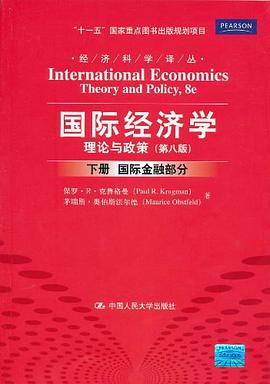 PEARSON
“十一五”国家重点图书出版规划项目
·经·济·科·学·译·丛·
International Economics
Theory and Policy, 8e
国际经济学
理论与政策（第八版）
下册 国际金融部分
保罗·R·克鲁格曼（Paul R. Krugman）
茅瑞斯·奥伯斯法尔德（Maurice Obstfeld） 著
中国人民大学出版社